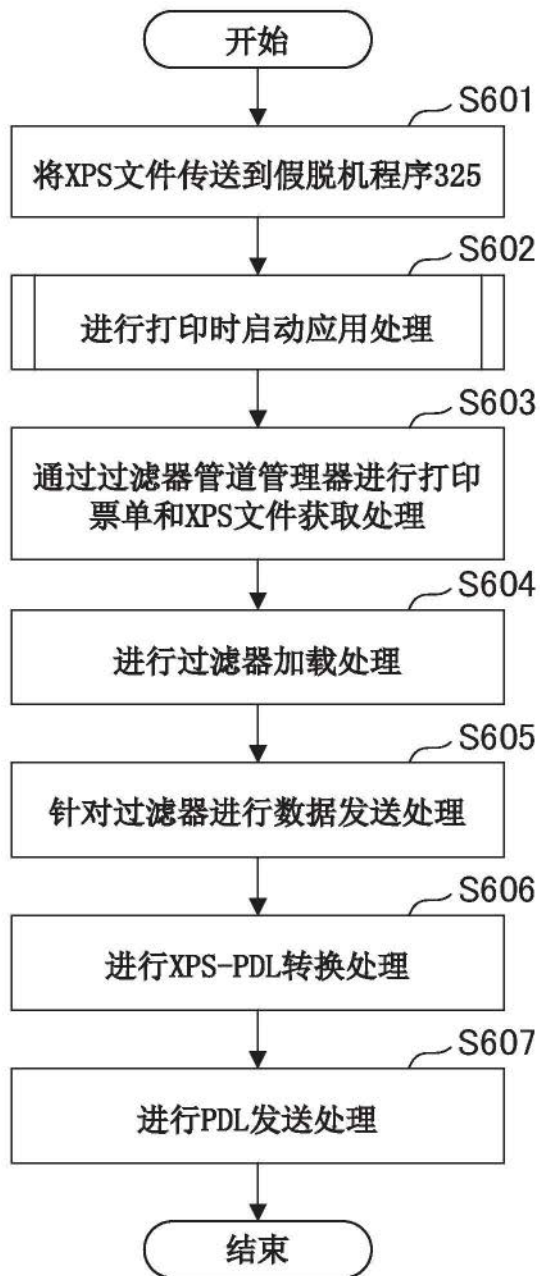 开始
S601
将XPS文件传送到假脱机程序325
S602
进行打印时启动应用处理
S603
通过过滤器管道管理器进行打印
票单和XPS文件获取处理
S604
进行过滤器加载处理
S605
针对过滤器进行数据发送处理
S606
进行XPS-PDL转换处理
S607
进行PDL发送处理
结束